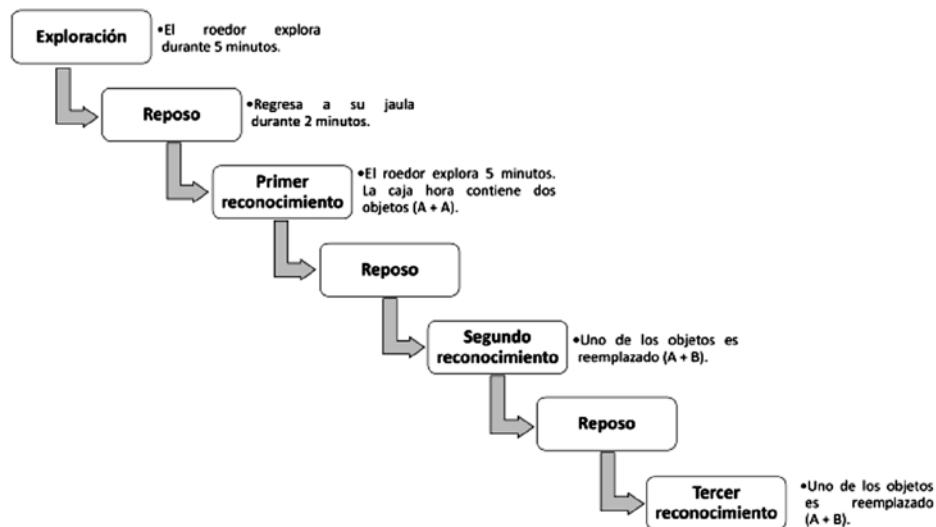 Exploración
•El roedor explora
durante 5 minutos.
Reposo
•Regresa a su jaula
durante 2 minutos.
Primer
reconocimiento
•El roedor explora 5 minutos.
La caja hora contiene dos
objetos (A + A).
Reposo
Segundo
reconocimiento
•Uno de los objetos es
reemplazado (A + B).
Reposo
Tercer
reconocimiento
•Uno de los objetos
es reemplazado
(A + B).